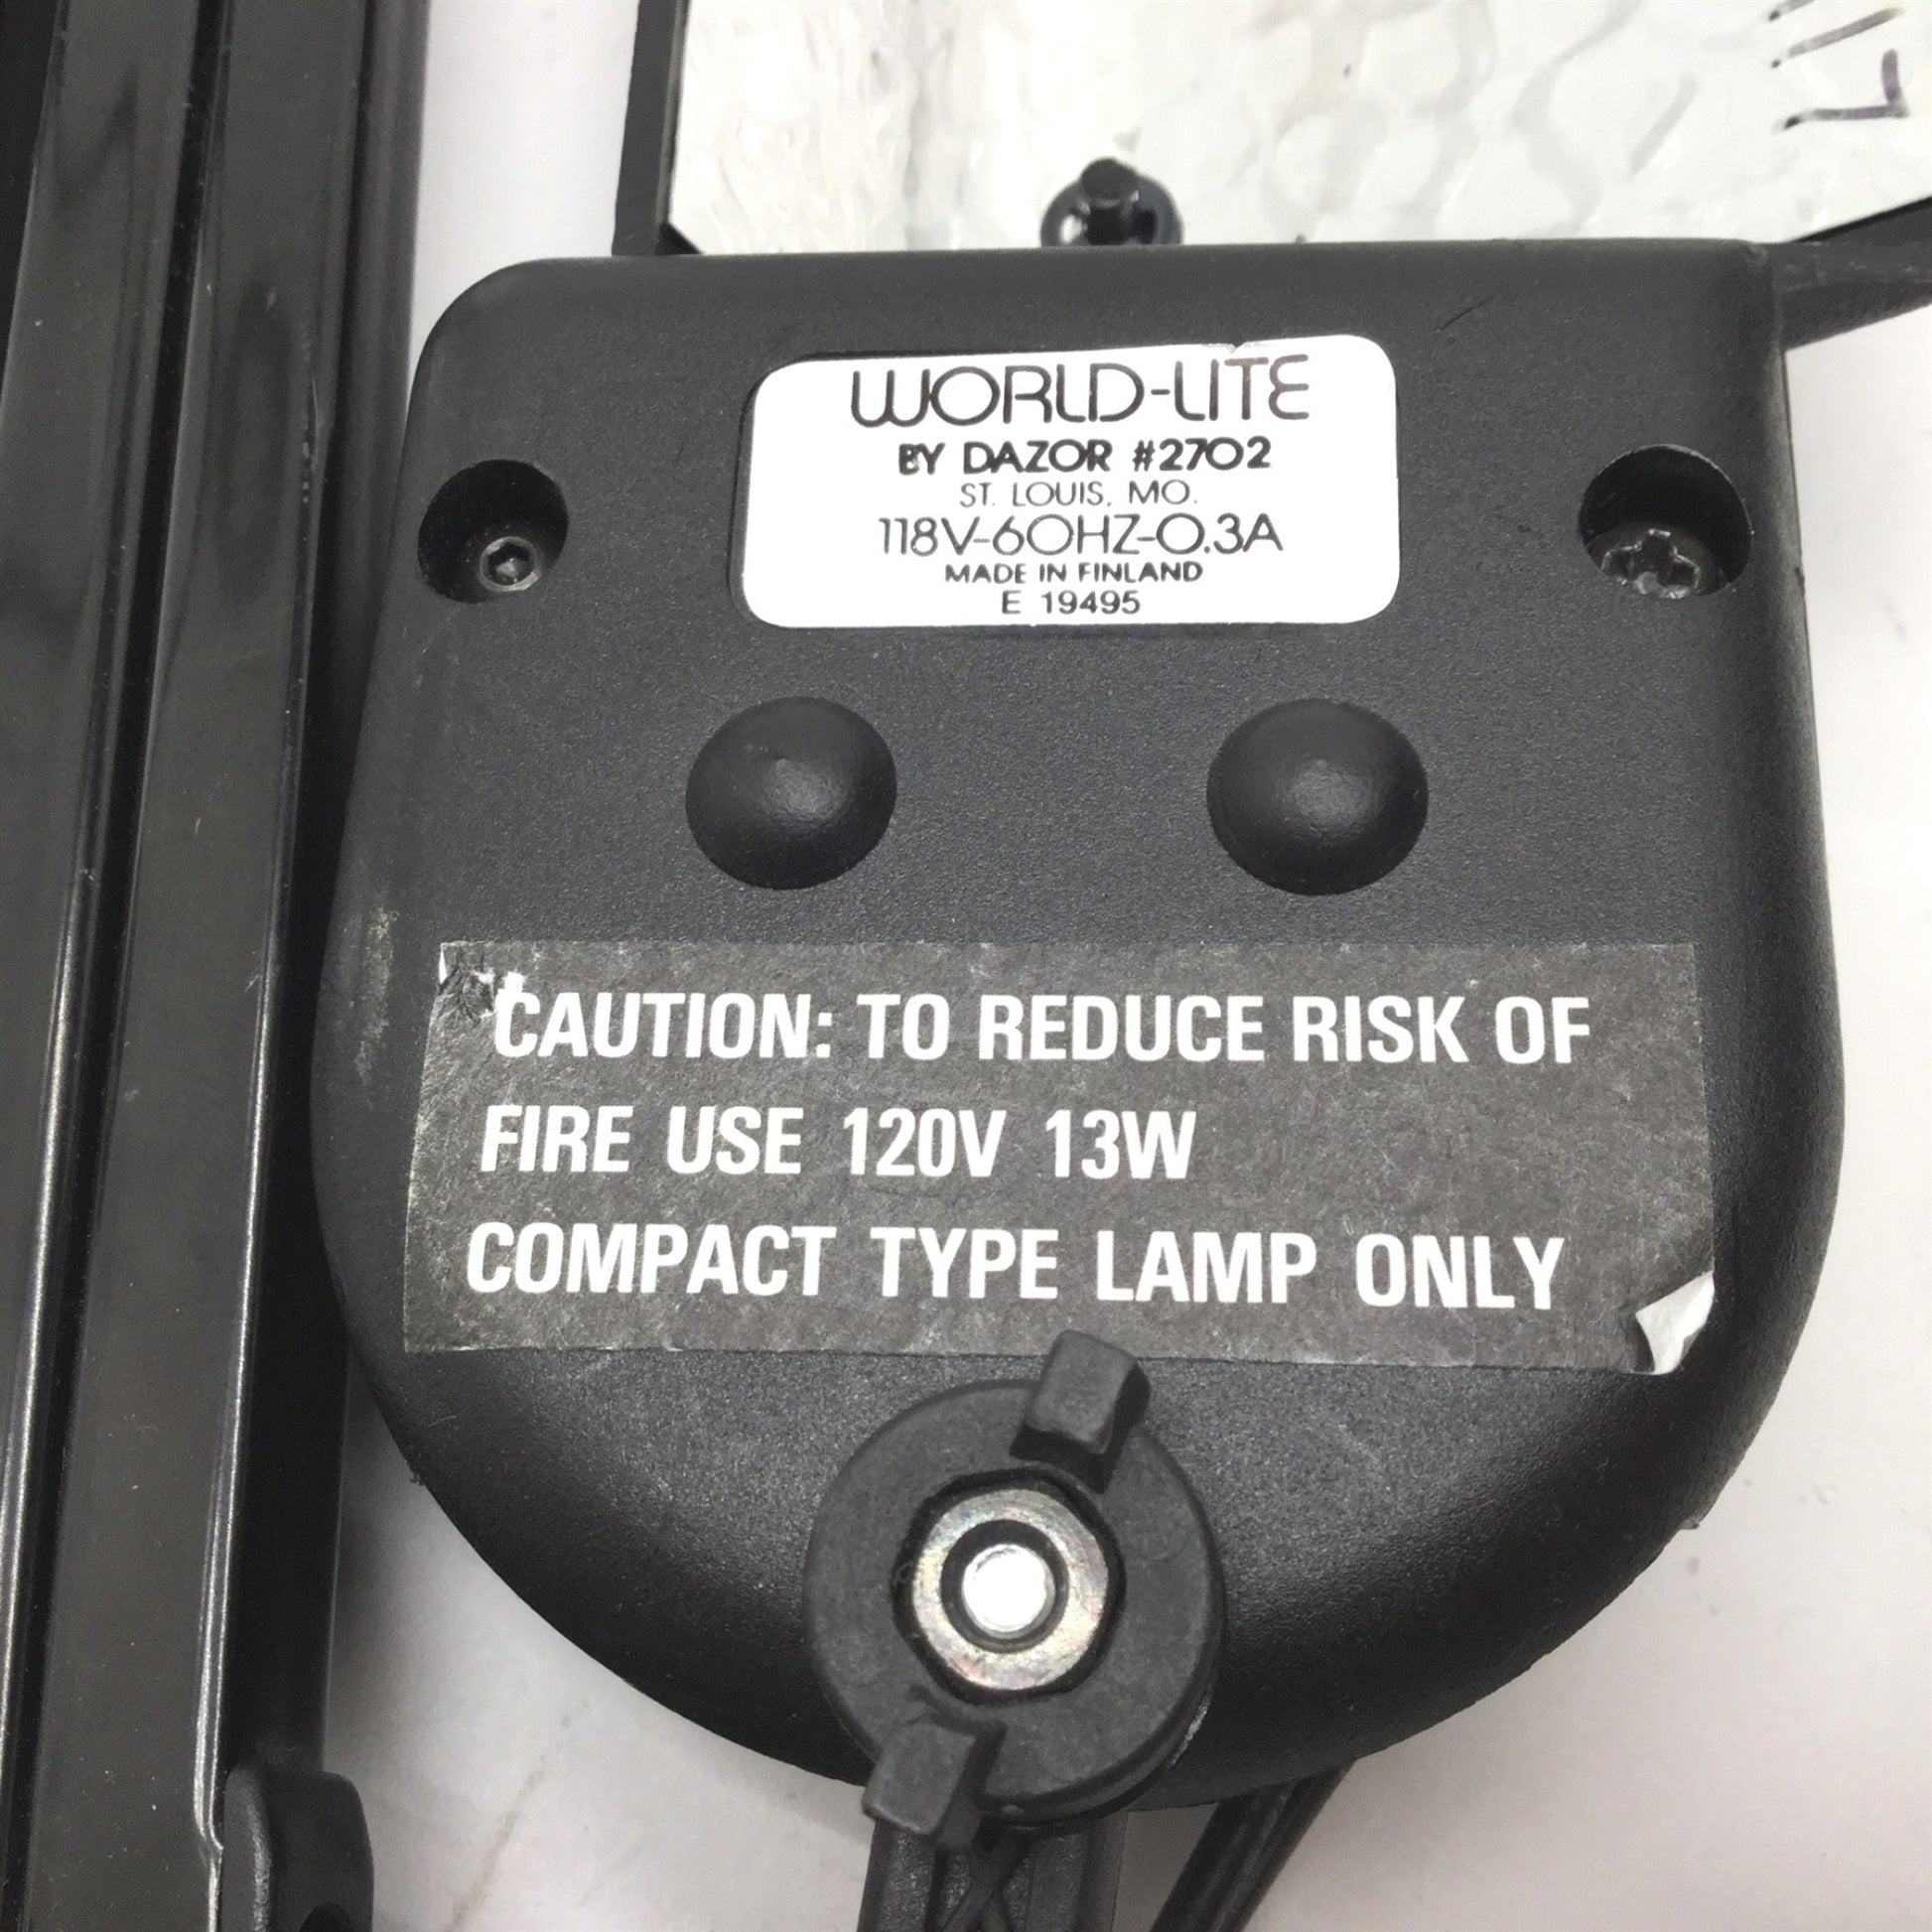 WORLD-LITE
BY DAZOR #2702
ST. LOUIS, MO.
118V-60HZ-0.3A
MADE IN FINLAND
E 19495
CAUTION: TO REDUCE RISK OF
FIRE USE 120V 13W
COMPACT TYPE LAMP ONLY